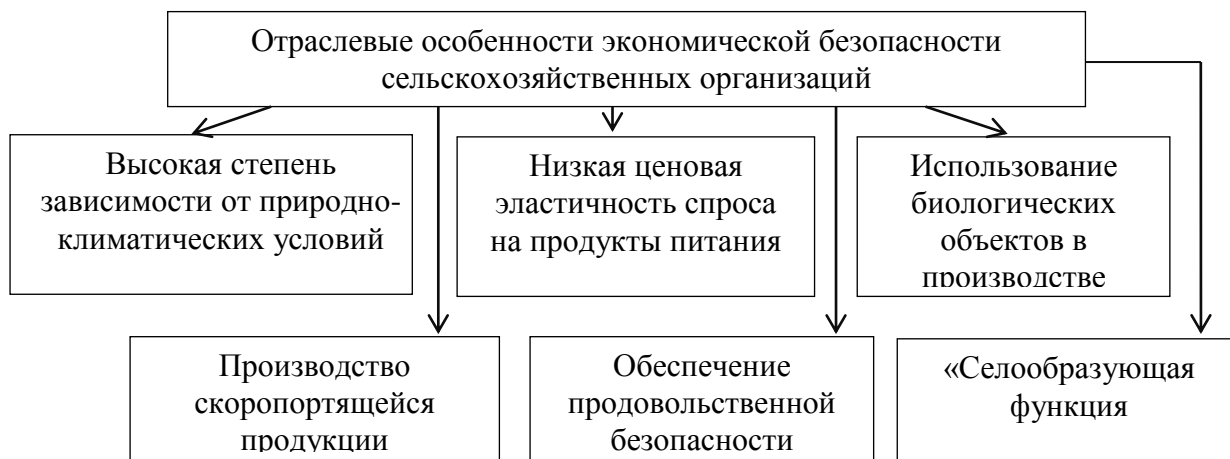 Отраслевые особенности экономической безопасности
сельскохозяйственных организаций
Высокая степень
зависимости от природно-
климатических условий
Низкая ценовая
эластичность спроса
на продукты питания
Использование
биологических
объектов в
производстве
Производство
скоропортящейся
продукции
Обеспечение
продовольственной
безопасности
«Селообразующая
функция